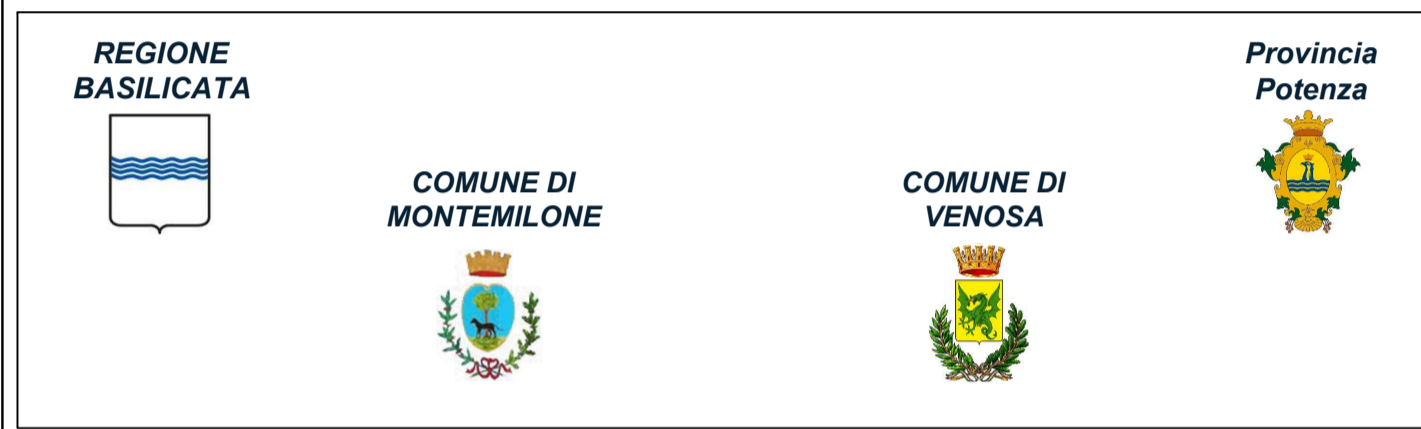 REGIONE
BASILICATA
Provincia
Potenza
COMUNE DI
MONTEMILONE
COMUNE DI
VENOSA